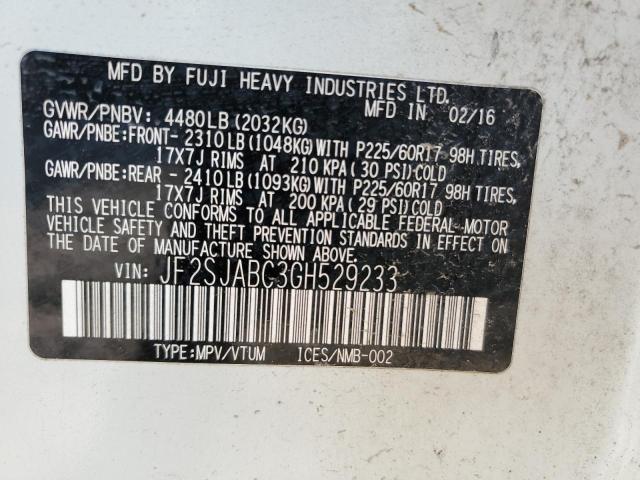 MFD BY FUJI HEAVY INDUSTRIES LTD.
MFD IN 02/16
GVWR/PNBV: 4480LB(2032KG)
GAWR/PNBE:FRONT- 2310LB(1048KG)WITH P225/60R17 98H TIRES,
17X7J RIMS AT 210 KPA(30 PSI)COLD
GAWR/PNBE:REAR - 2410LB(1093KG)WITH P225/60R17 98H TIRES,
17X7J RIMS AT 200 KPA(29 PSI)COLD
THIS VEHICLE CONFORMS TO ALL APPLICABLE FEDERAL MOTOR
VEHICLE SAFETY AND THEFT PREVENTION STANDARDS IN EFFECT ON
THE DATE OF MANUFACTURE SHOWN ABOVE.
VIN: JF2SJABC3GH529233
TYPE:MPV/VTUM ICES/NMB-002